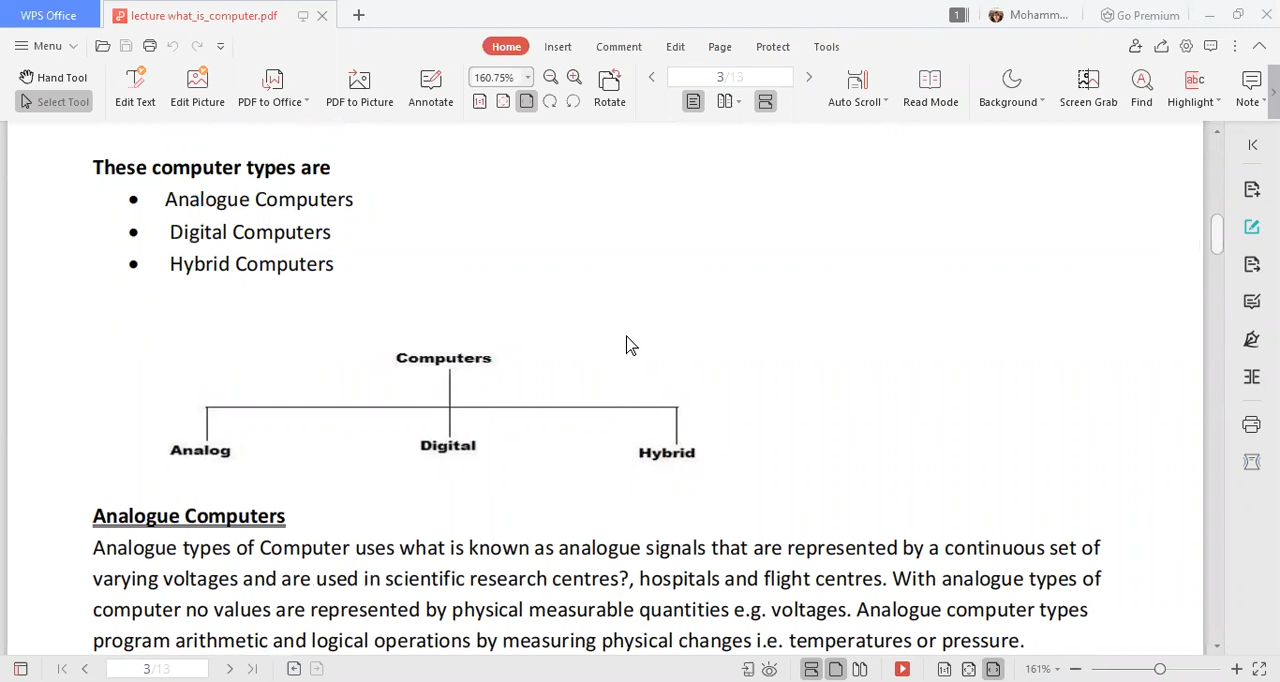 WPS Office
lecture what_is_computer.pdf
1
Mohamm...
Go Premium
Menu
Home Insert Comment Edit Page Protect Tools
Hand Tool
Select Tool
Edit Text
Edit Picture
PDF to Office
PDF to Picture
Annotate
160.75%
Rotate
3/13
Auto Scroll
Read Mode
Background
Screen Grab
Find
abc
Highlight
Note
These computer types are
• Analogue Computers
• Digital Computers
• Hybrid Computers
Computers
Analog
Digital
Hybrid
Analogue Computers
Analogue types of Computer uses what is known as analogue signals that are represented by a continuous set of
varying voltages and are used in scientific research centres?, hospitals and flight centres. With analogue types of
computer no values are represented by physical measurable quantities e.g. voltages. Analogue computer types
program arithmetic and logical operations by measuring physical changes i.e. temperatures or pressure.
3/13
161%